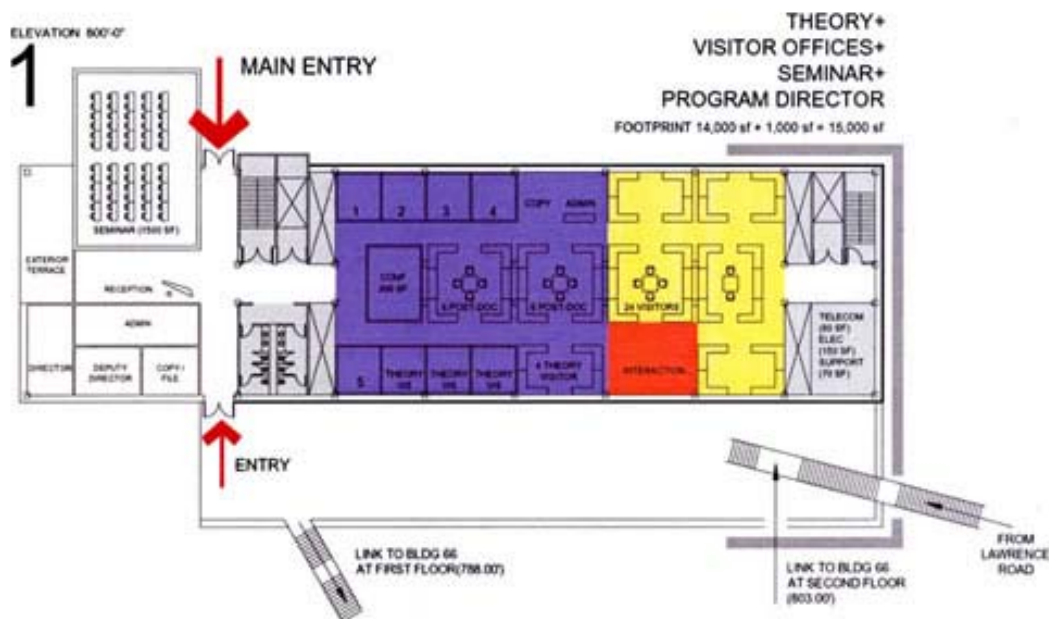 ELEVATION 800'-0"
1
MAIN ENTRY
THEORY+
VISITOR OFFICES+
SEMINAR+
PROGRAM DIRECTOR
FOOTPRINT 14,000 sf + 1,000 sf = 15,000 sf
SEMINAR (1500 SF)
EXTERIOR
TERRACE
RECEPTION
ADMIN
DIRECTOR
DEPUTY
DIRECTOR
COPY /
FILE
1
2
3
4
COPY
ADMIN
CONF
6 POST-DOC
24 VISITORS
5
THEORY
THEORY
THEORY
4 THEORY
VISITOR
INTERACTION
TELECOM
ELEC
SUPPORT
ENTRY
LINK TO BLDG 66
AT FIRST FLOOR(788.00')
LINK TO BLDG 66
AT SECOND FLOOR
(803.00')
FROM
LAWRENCE
ROAD